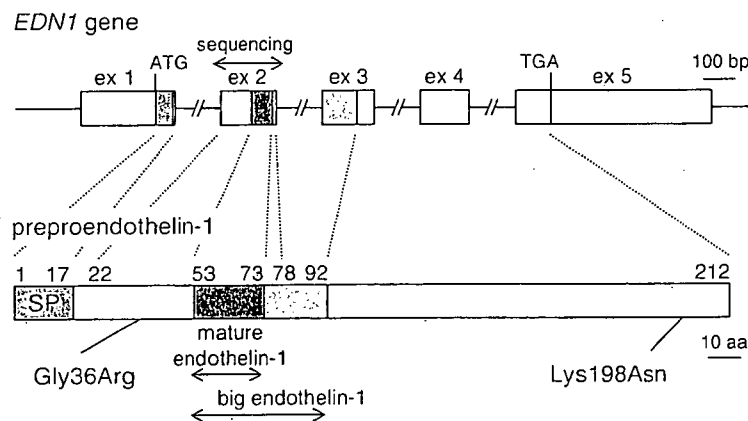 EDN1 gene
sequencing
ATG
TGA
100 bp
ex 1
ex 2
ex 3
ex 4
ex 5
preproendothelin-1
1 17 22 53 73 78 92 212
SP
mature
endothelin-1
10 aa
Gly36Arg
Lys198Asn
big endothelin-1